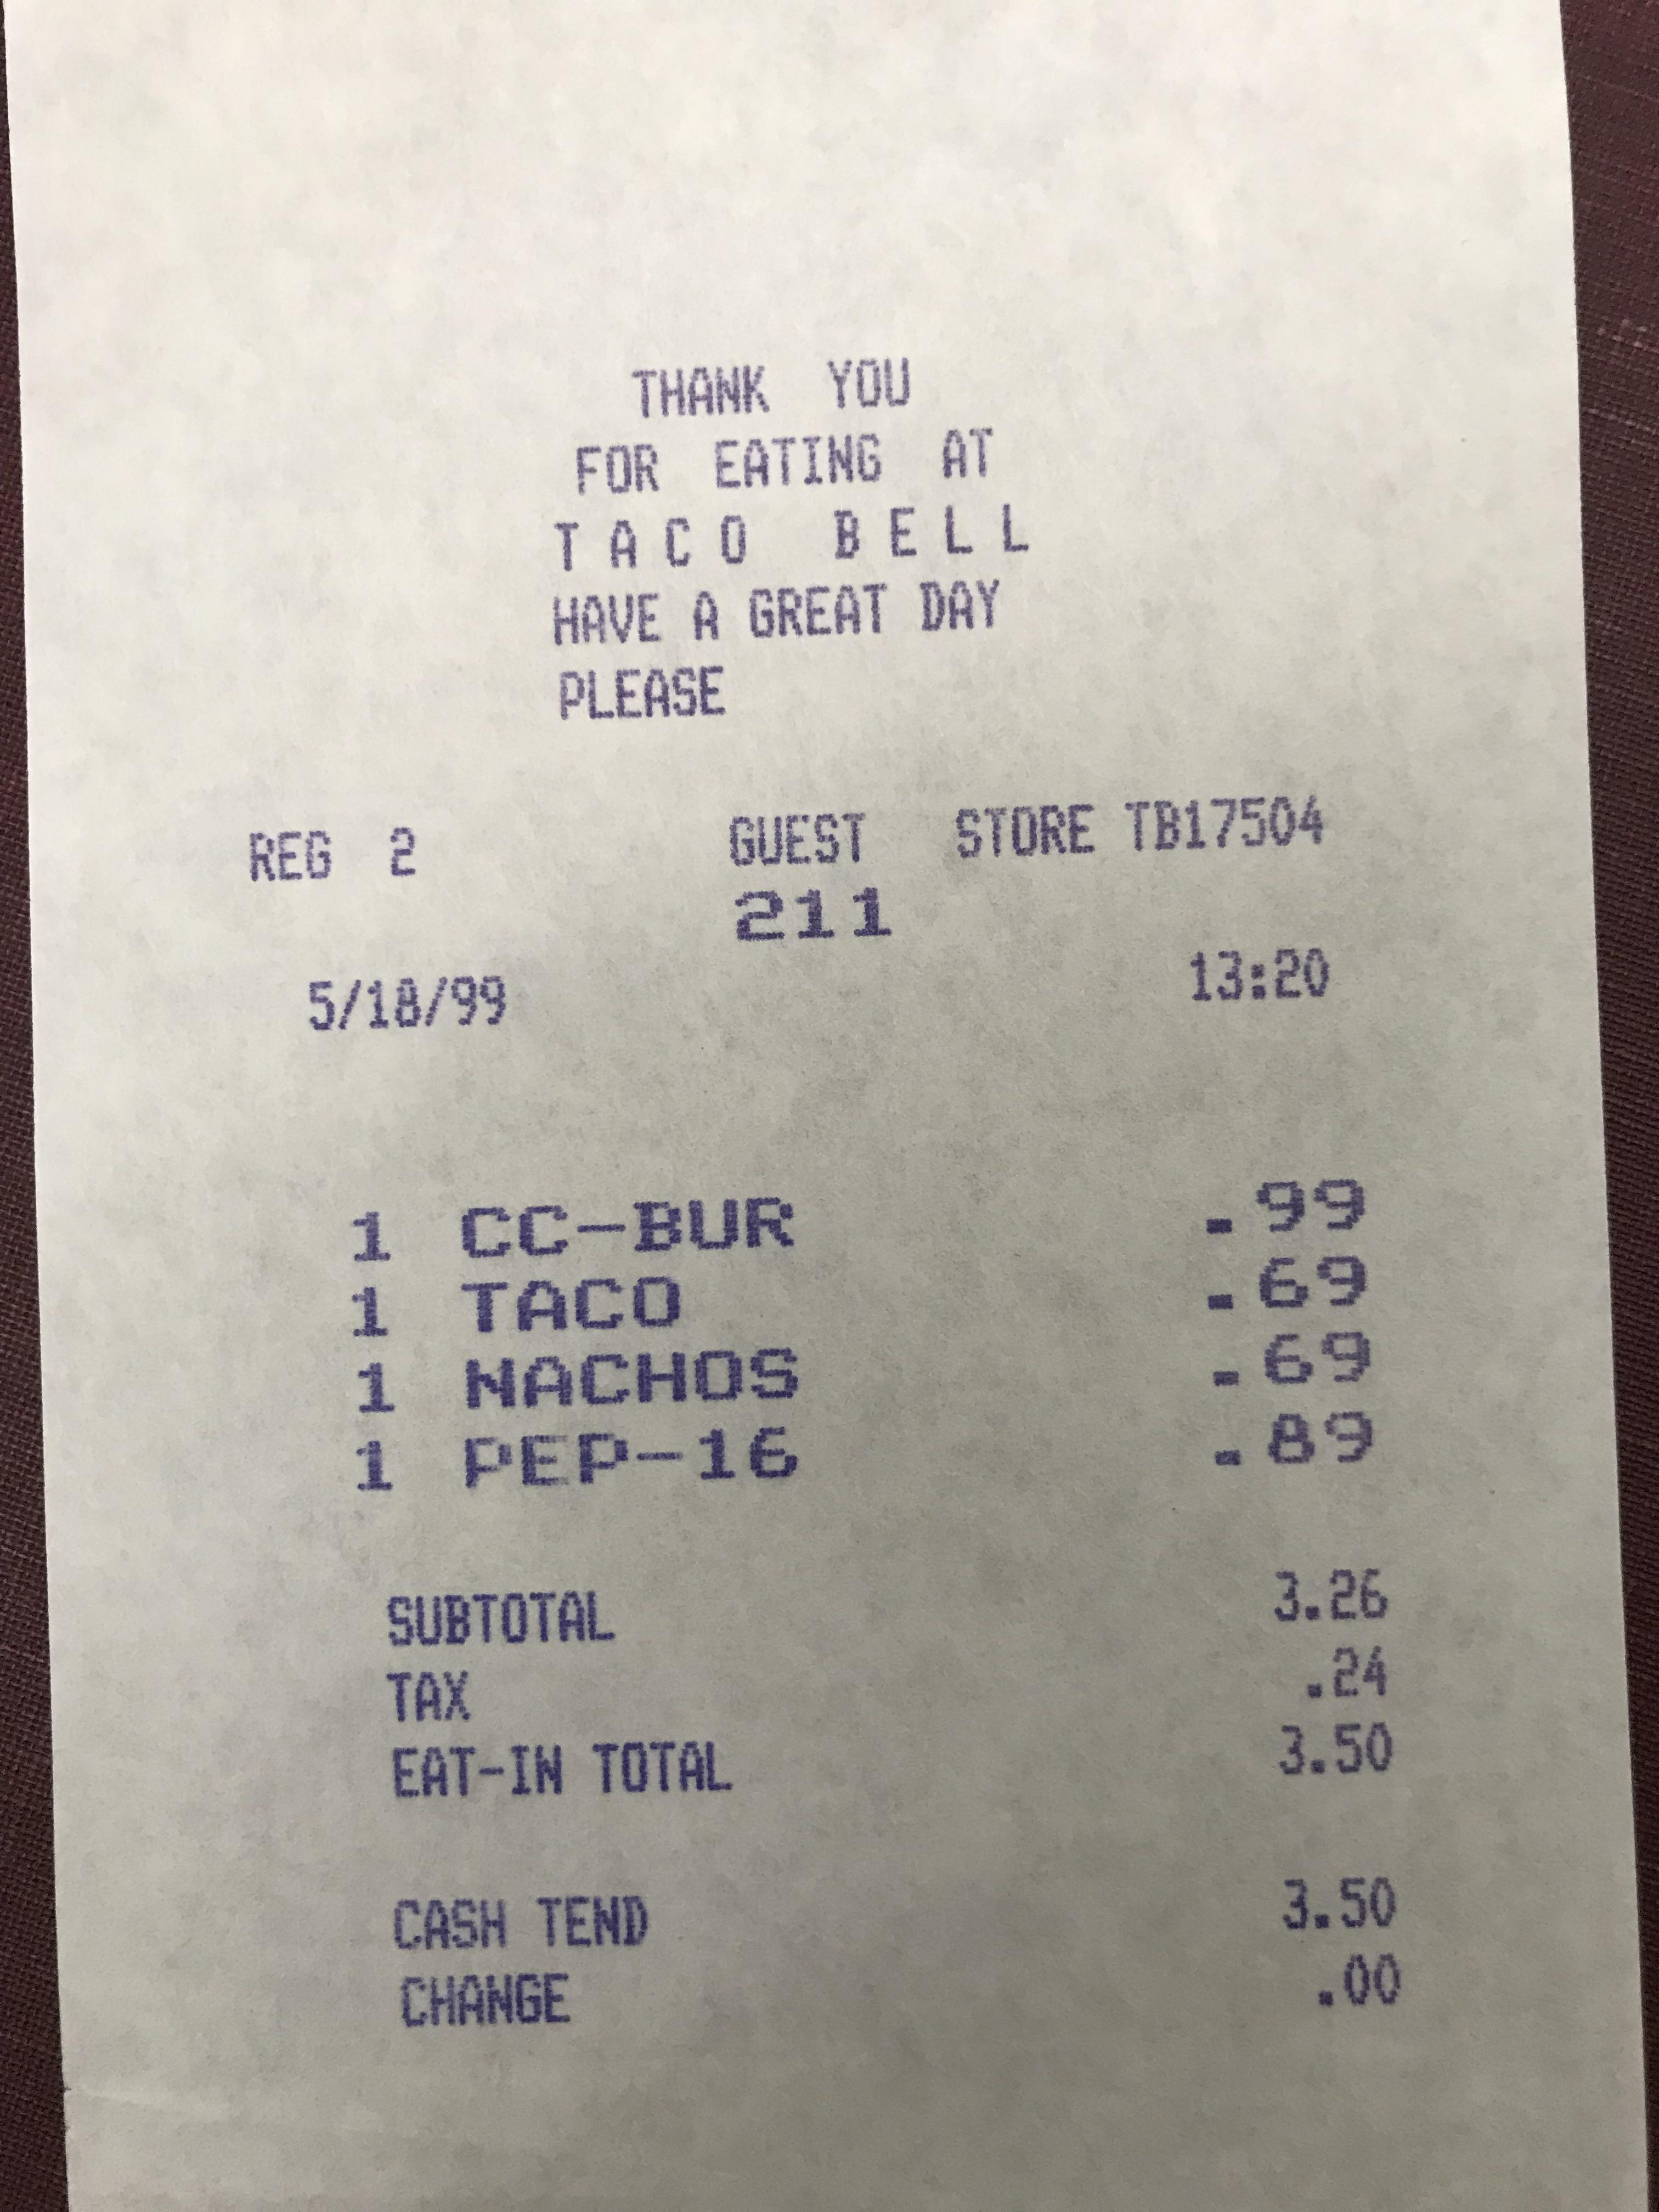 THANK YOU
FOR EATING AT
T A C O B E L L
HAVE A GREAT DAY
PLEASE
REG 2 GUEST STORE TB17504
211
5/18/99 13:20
1 CC-BUR .99
1 TACO .69
1 NACHOS .69
1 PEP-16 .89
SUBTOTAL 3.26
TAX .24
EAT-IN TOTAL 3.50
CASH TEND 3.50
CHANGE .00